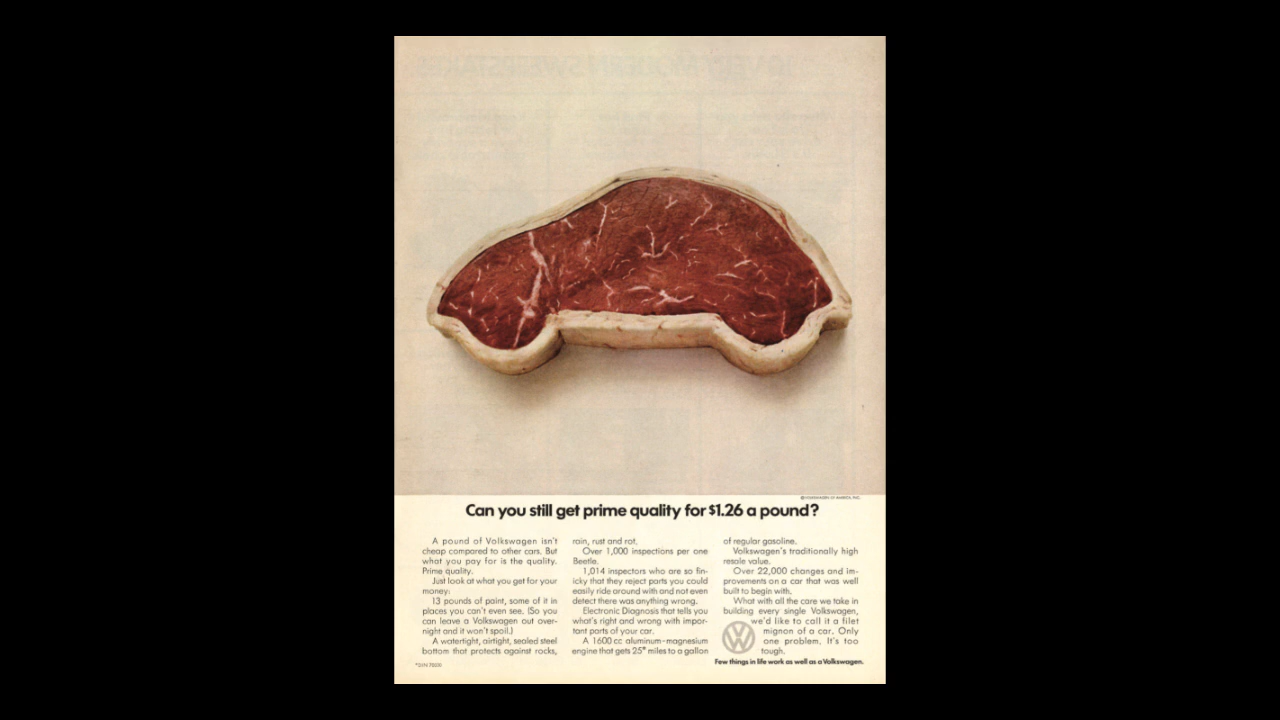 © VOLKSWAGEN OF AMERICA, INC.
Can you still get prime quality for $1.26 a pound?
A pound of Volkswagen isn't
cheap compared to other cars. But
what you pay for is the quality.
Prime quality.
Just look at what you get for your
money:
13 pounds of paint, some of it in
places you can't even see. (So you
can leave a Volkswagen out over-
night and it won't spoil.)
A watertight, airtight, sealed steel
bottom that protects against rocks,
rain, rust and rot.
Over 1,000 inspections per one
Beetle.
1,014 inspectors who are so fin-
icky that they reject parts you could
easily ride around with and not even
detect there was anything wrong.
Electronic Diagnosis that tells you
what's right and wrong with impor-
tant parts of your car.
A 1600 cc aluminum-magnesium
engine that gets 25* miles to a gallon
of regular gasoline.
Volkswagen's traditionally high
resale value.
Over 22,000 changes and im-
provements on a car that was well
built to begin with.
What with all the care we take in
building every single Volkswagen,
we'd like to call it a filet
mignon of a car. Only
one problem. It's too
tough.
Few things in life work as well as a Volkswagen.
*DIN 70030